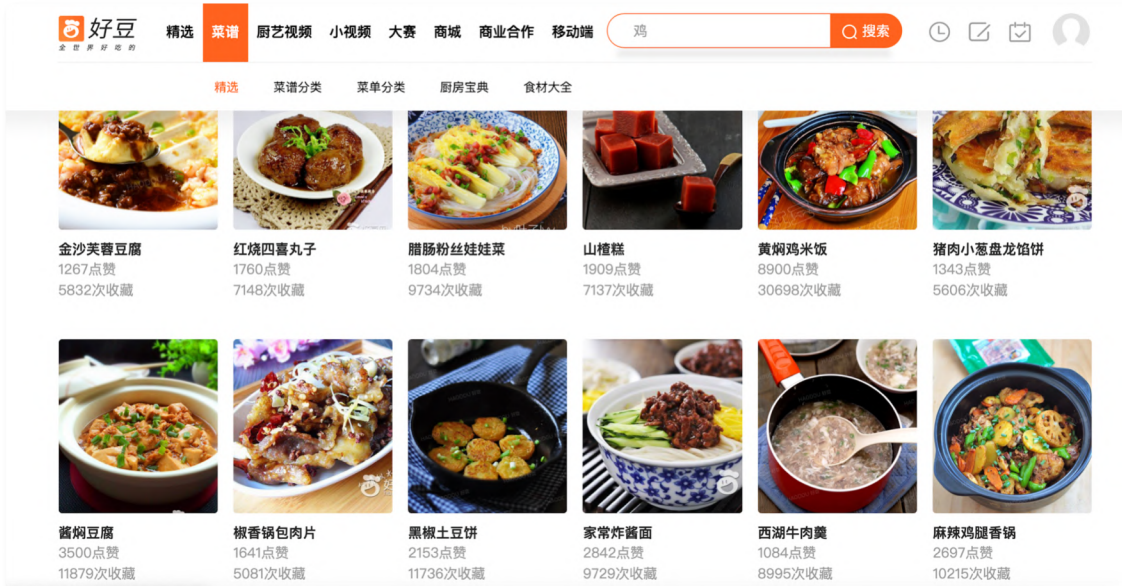 好豆
全世界好吃的
精选 菜谱 厨艺视频 小视频 大赛 商城 商业合作 移动端 鸡 搜索
精选 菜谱分类 菜单分类 厨房宝典 食材大全
金沙芙蓉豆腐 红烧四喜丸子 腊肠粉丝娃娃菜 山楂糕 黄焖鸡米饭 猪肉小葱盘龙馅饼
1267点赞 1760点赞 1804点赞 1909点赞 8900点赞 1343点赞
5832次收藏 7148次收藏 9734次收藏 7137次收藏 30698次收藏 5606次收藏
酱焖豆腐 椒香锅包肉片 黑椒土豆饼 家常炸酱面 西湖牛肉羹 麻辣鸡腿香锅
3500点赞 1641点赞 2153点赞 2842点赞 1084点赞 2697点赞
11879次收藏 5081次收藏 11736次收藏 9729次收藏 8995次收藏 10215次收藏